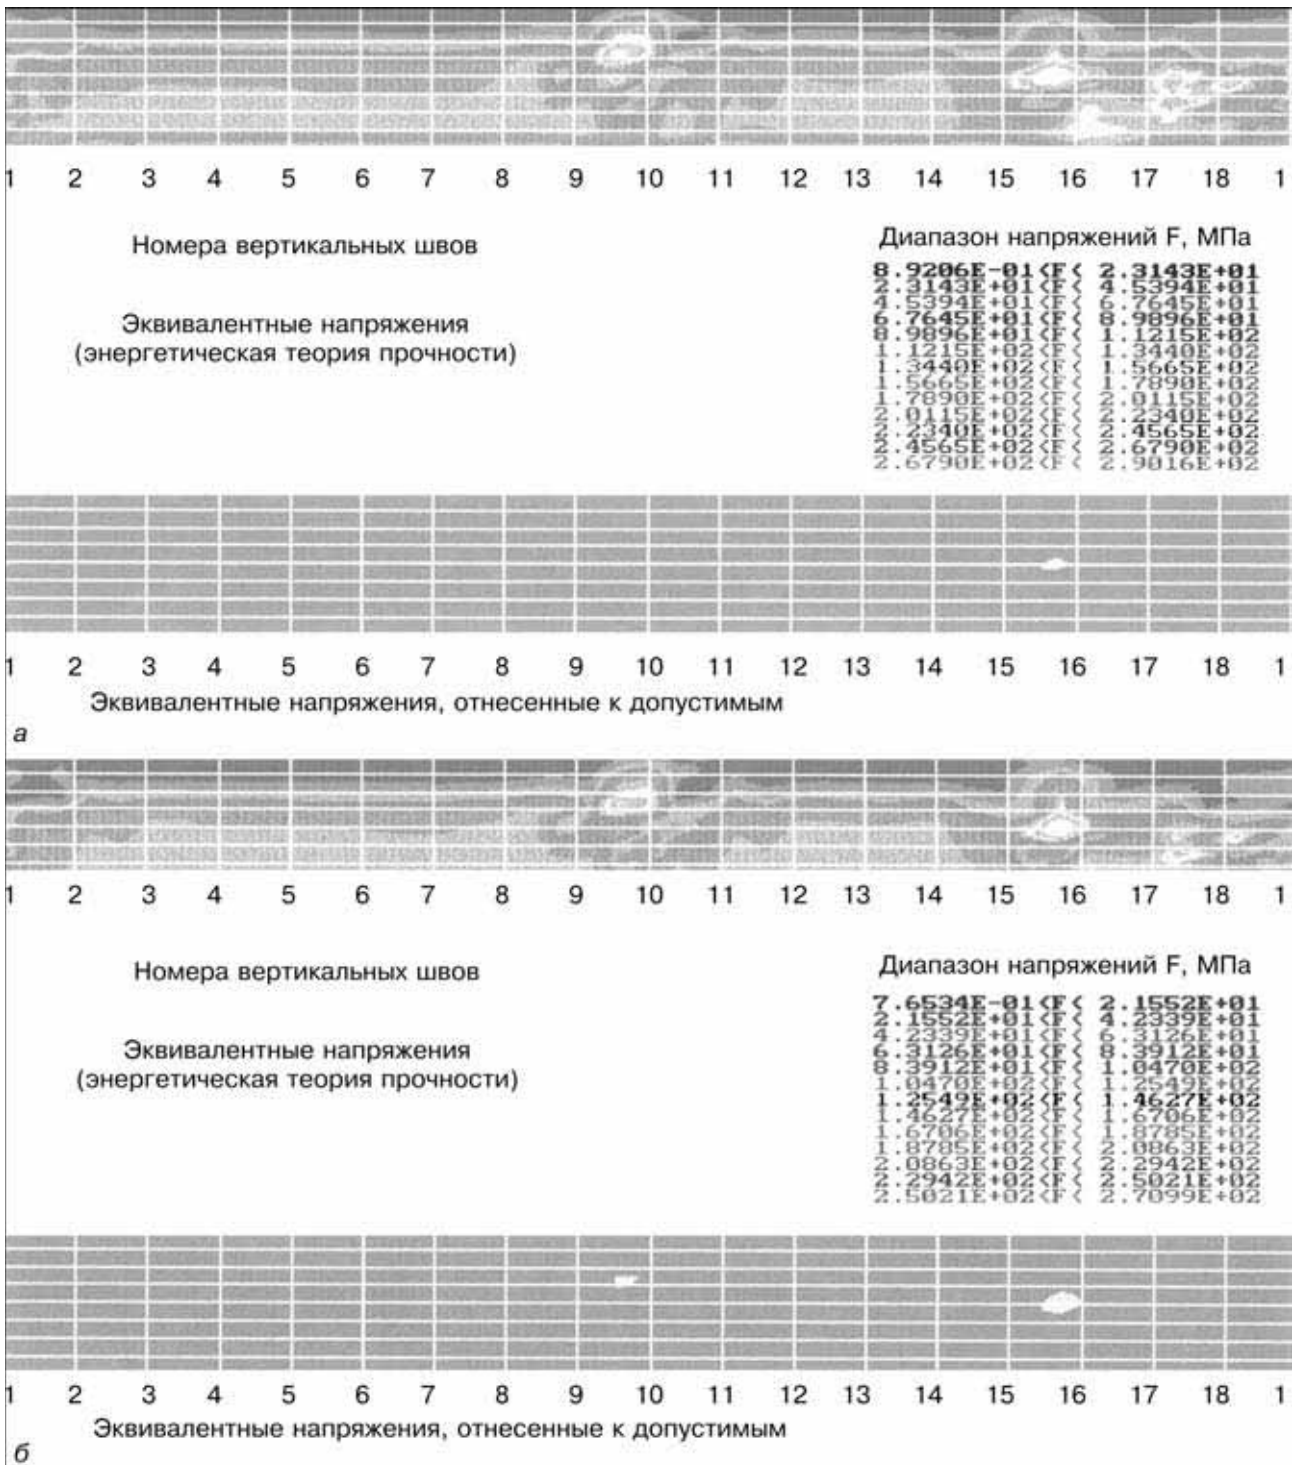 1 2 3 4 5 6 7 8 9 10 11 12 13 14 15 16 17 18 1
Номера вертикальных швов
Эквивалентные напряжения
(энергетическая теория прочности)
Диапазон напряжений F, МПа
8.9206E-01<F< 2.3143E+01
2.3143E+01<F< 4.5394E+01
4.5394E+01<F< 6.7645E+01
6.7645E+01<F< 8.9896E+01
8.9896E+01<F< 1.1215E+02
1.1215E+02<F< 1.3440E+02
1.3440E+02<F< 1.5665E+02
1.5665E+02<F< 1.7890E+02
1.7890E+02<F< 2.0115E+02
2.0115E+02<F< 2.2340E+02
2.2340E+02<F< 2.4565E+02
2.4565E+02<F< 2.6790E+02
2.6790E+02<F< 2.9016E+02
1 2 3 4 5 6 7 8 9 10 11 12 13 14 15 16 17 18 1
Эквивалентные напряжения, отнесенные к допустимым
а
1 2 3 4 5 6 7 8 9 10 11 12 13 14 15 16 17 18 1
Номера вертикальных швов
Эквивалентные напряжения
(энергетическая теория прочности)
Диапазон напряжений F, МПа
7.6534E-01<F< 2.1552E+01
2.1552E+01<F< 4.2339E+01
4.2339E+01<F< 6.3126E+01
6.3126E+01<F< 8.3912E+01
8.3912E+01<F< 1.0470E+02
1.0470E+02<F< 1.2549E+02
1.2549E+02<F< 1.4627E+02
1.4627E+02<F< 1.6706E+02
1.6706E+02<F< 1.8785E+02
1.8785E+02<F< 2.0863E+02
2.0863E+02<F< 2.2942E+02
2.2942E+02<F< 2.5021E+02
2.5021E+02<F< 2.7099E+02
1 2 3 4 5 6 7 8 9 10 11 12 13 14 15 16 17 18 1
Эквивалентные напряжения, отнесенные к допустимым
б